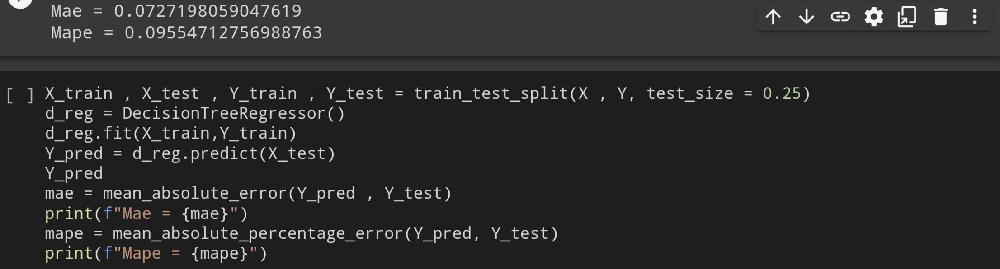 Mae = 0.0727198059047619
Mape = 0.09554712756988763
[ ] X_train , X_test , Y_train , Y_test = train_test_split(X , Y, test_size = 0.25)
d_reg = DecisionTreeRegressor()
d_reg.fit(X_train,Y_train)
Y_pred = d_reg.predict(X_test)
Y_pred
mae = mean_absolute_error(Y_pred , Y_test)
print(f"Mae = {mae}")
mape = mean_absolute_percentage_error(Y_pred, Y_test)
print(f"Mape = {mape}")